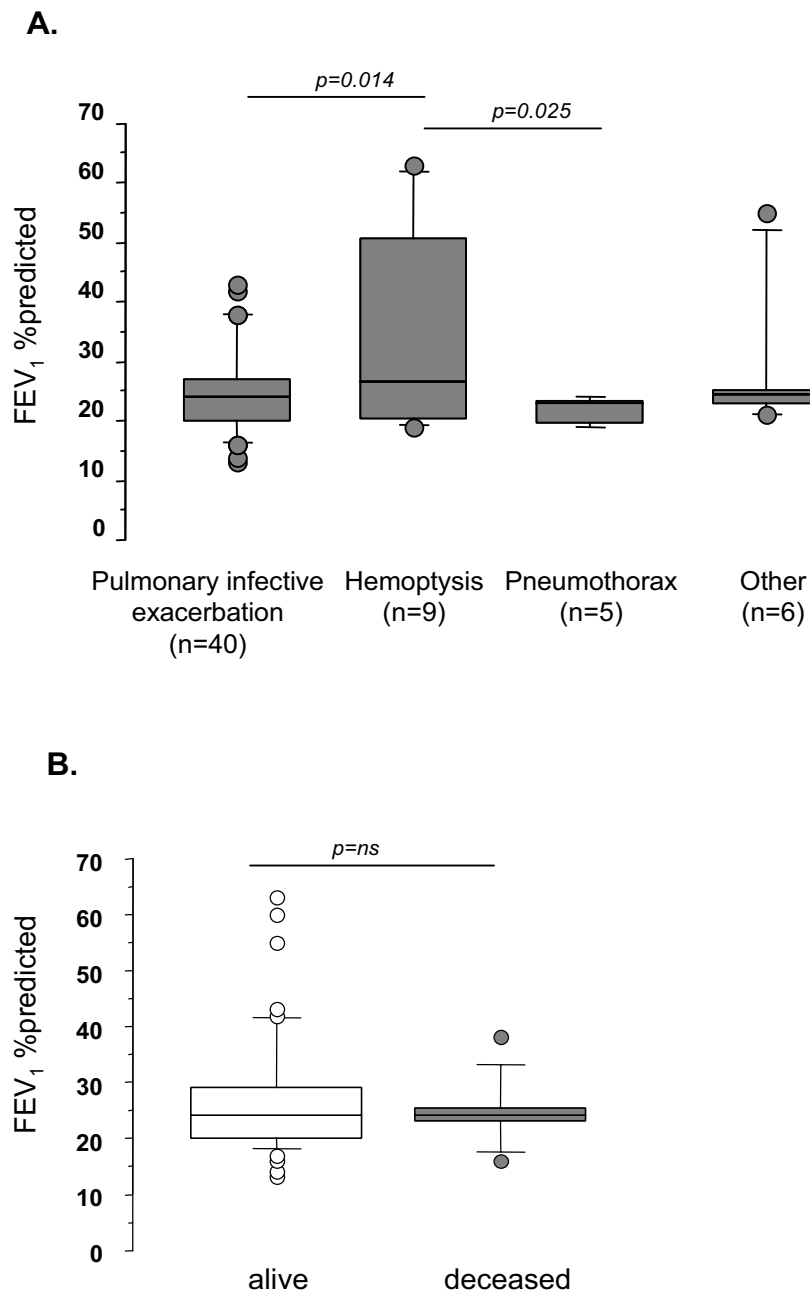 A.
p=0.014
p=0.025
70
60
50
40
30
20
10
0
FEV1 %predicted
Pulmonary infective
exacerbation
(n=40)
Hemoptysis
(n=9)
Pneumothorax
(n=5)
Other
(n=6)
B.
p=ns
70
60
50
40
30
20
10
0
FEV1 %predicted
alive
deceased